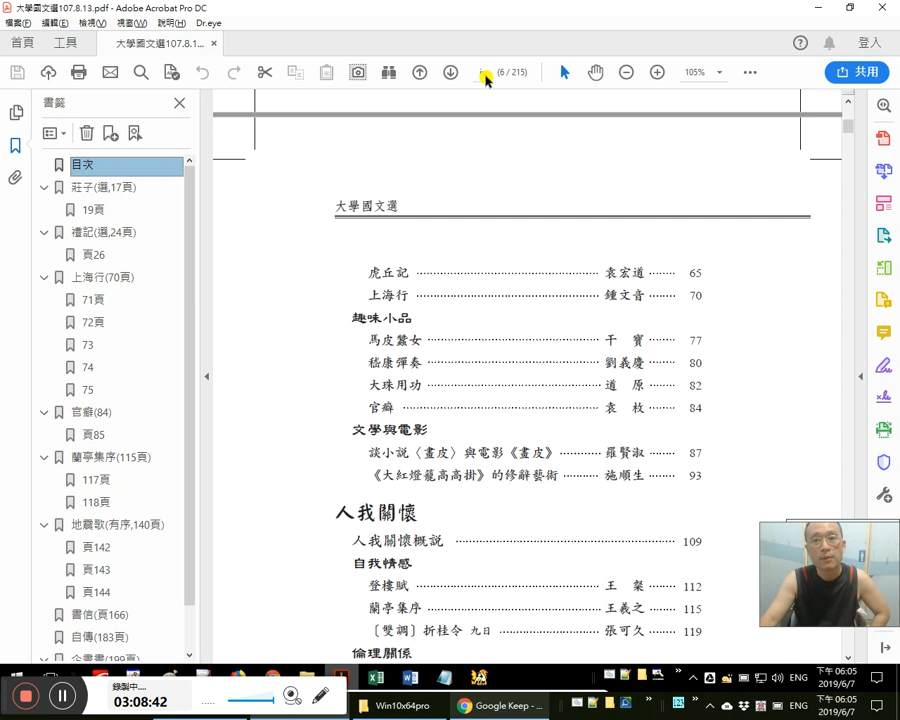 大學國文選107.8.13.pdf - Adobe Acrobat Pro DC
檔案(F) 編輯(E) 檢視(V) 視窗(W) 說明(H) Dr.eye
首頁 工具 大學國文選107.8.1... × 登入
(6 / 215) 105% 共用
書籤
目次
莊子(選,17頁)
19頁
禮記(選,24頁)
頁26
上海行(70頁)
71頁
72頁
73
74
75
官癖(84)
頁85
蘭亭集序(115頁)
117頁
118頁
地震歌(有序,140頁)
頁142
頁143
頁144
書信(頁166)
自傳(183頁)
企畫書(199頁)
大學國文選
虎丘記 袁宏道 65
上海行 鍾文音 70
趣味小品
馬皮蠶女 干 寶 77
嵇康彈奏 劉義慶 80
大珠用功 道 原 82
官癖 袁 枚 84
文學與電影
談小說〈畫皮〉與電影《畫皮》 羅賢淑 87
《大紅燈籠高高掛》的修辭藝術 施順生 93
人我關懷
人我關懷概說 109
自我情感
登樓賦 王 粲 112
蘭亭集序 王羲之 115
〔雙調〕折桂令 九日 張可久 119
倫理關係
ENG 下午 06:05
2019/6/7
錄製中....
03:08:42
Win10x64pro Google Keep - ... ENG 下午 06:05
2019/6/7